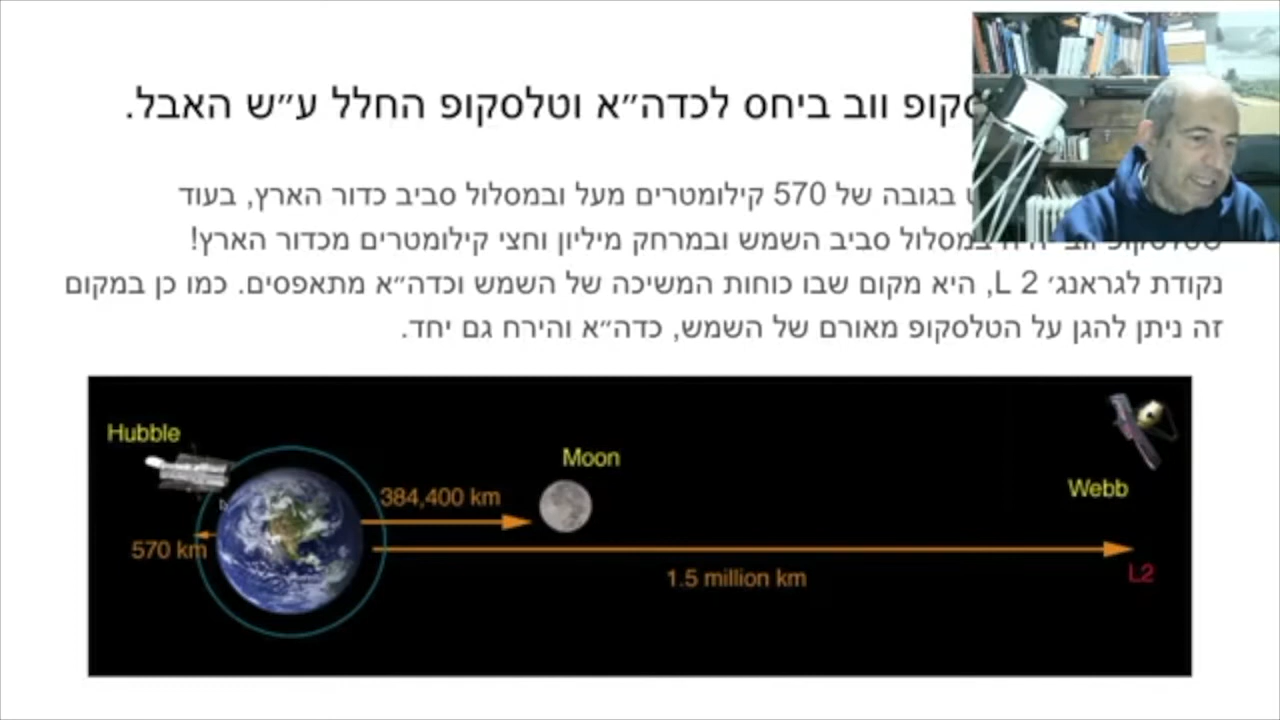 ווב ביחס לכדה״א וטלסקופ החלל ע״ש האבל.
בגובה של 570 קילומטרים מעל ובמסלול סביב כדור הארץ, בעוד
במסלול סביב השמש ובמרחק מיליון וחצי קילומטרים מכדור הארץ!
נקודת לגראנג׳ L 2, היא מקום שבו כוחות המשיכה של השמש וכדה״א מתאפסים. כמו כן במקום
זה ניתן להגן על הטלסקופ מאורם של השמש, כדה״א והירח גם יחד.
Hubble
Moon
384,400 km
Webb
570 km
1.5 million km
L2